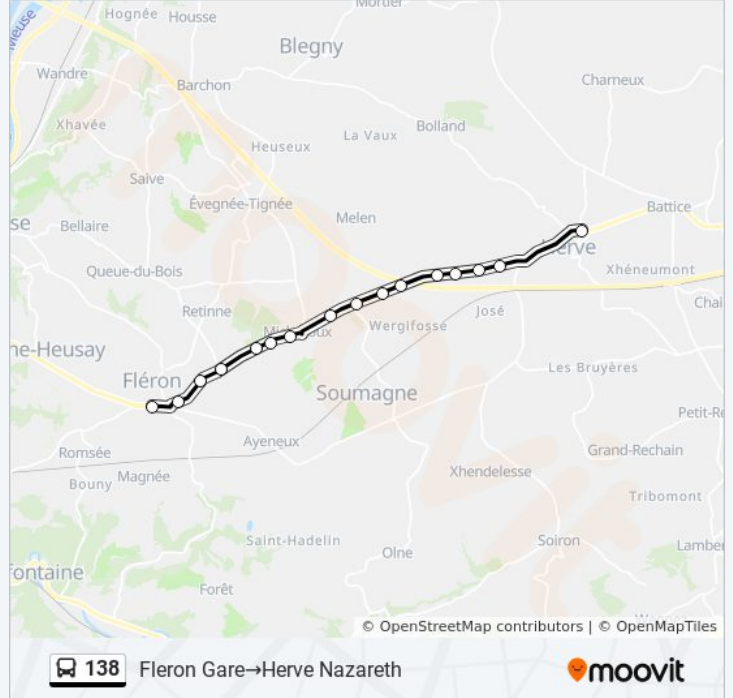 Mortier
Hognée
Housse
Meuse
Blegny
Wandre
Barchon
Charneux
Xhavée
Bolland
La Vaux
Heuseux
Saive
Évegnée-Tignée
Melen
Battice
se
Bellaire
Herve
Queue-du-Bois
Xhéneumont
Retinne
José
Chai
Wergifosse
Micheroux
ne-Heusay
Fléron
Les Bruyères
Soumagne
Petit-Re
Ayeneux
Romsée
Grand-Rechain
Magnée
Bouny
Xhendelesse
Tribomont
Saint-Hadelin
Soiron
Olne
Lamber
Fontaine
Forêt
© OpenStreetMap contributors | © OpenMapTiles
138 Fleron Gare→Herve Nazareth
moovit